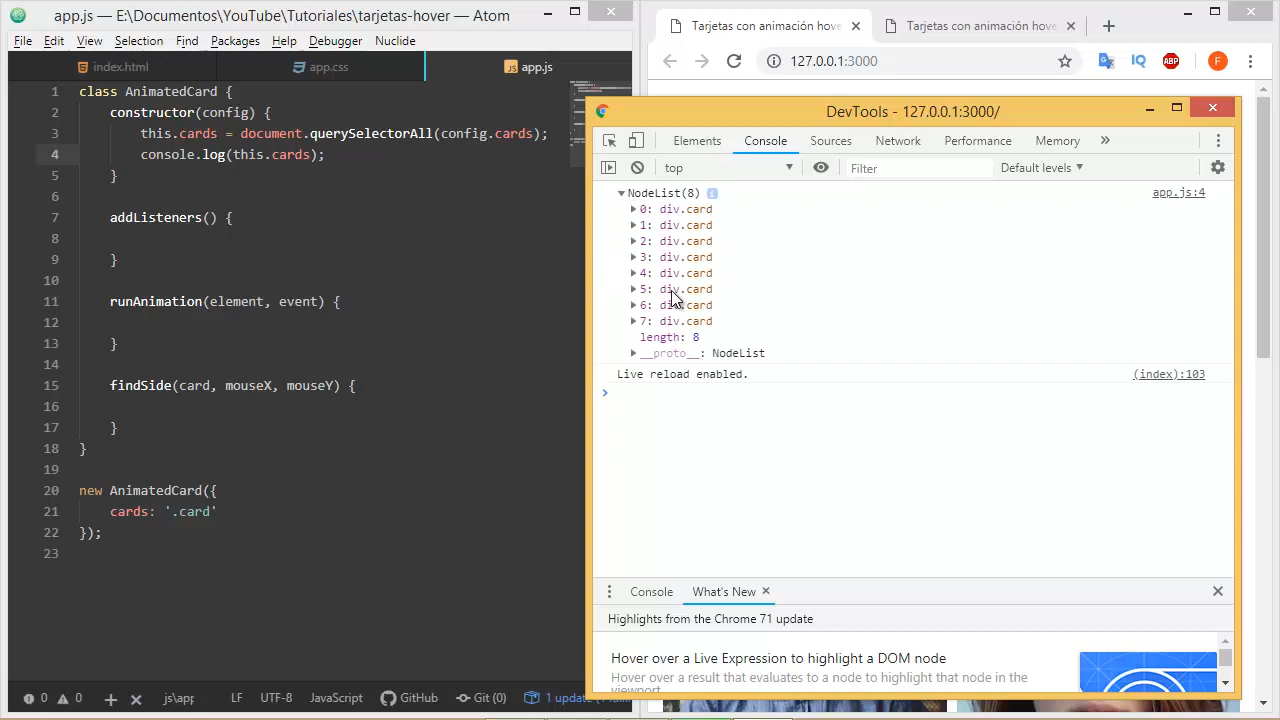 app.js — E:\Documentos\YouTube\Tutoriales\tarjetas-hover — Atom
File Edit View Selection Find Packages Help Debugger Nuclide
index.html app.css app.js
1 class AnimatedCard {
2 constructor(config) {
3 this.cards = document.querySelectorAll(config.cards);
4 console.log(this.cards);
5 }
6
7 addListeners() {
8
9 }
10
11 runAnimation(element, event) {
12
13 }
14
15 findSide(card, mouseX, mouseY) {
16
17 }
18 }
19
20 new AnimatedCard({
21 cards: '.card'
22 });
23
0 0 js\app LF UTF-8 JavaScript GitHub Git (0) 1 update
Tarjetas con animación hove Tarjetas con animación hove
127.0.0.1:3000
IQ ABP F
DevTools - 127.0.0.1:3000/
Elements Console Sources Network Performance Memory
top Filter Default levels
NodeList(8) i app.js:4
0: div.card
1: div.card
2: div.card
3: div.card
4: div.card
5: div.card
6: div.card
7: div.card
length: 8
__proto__: NodeList
Live reload enabled. (index):103
Console What's New
Highlights from the Chrome 71 update
Hover over a Live Expression to highlight a DOM node
Hover over a result that evaluates to a node to highlight that node in the
viewport